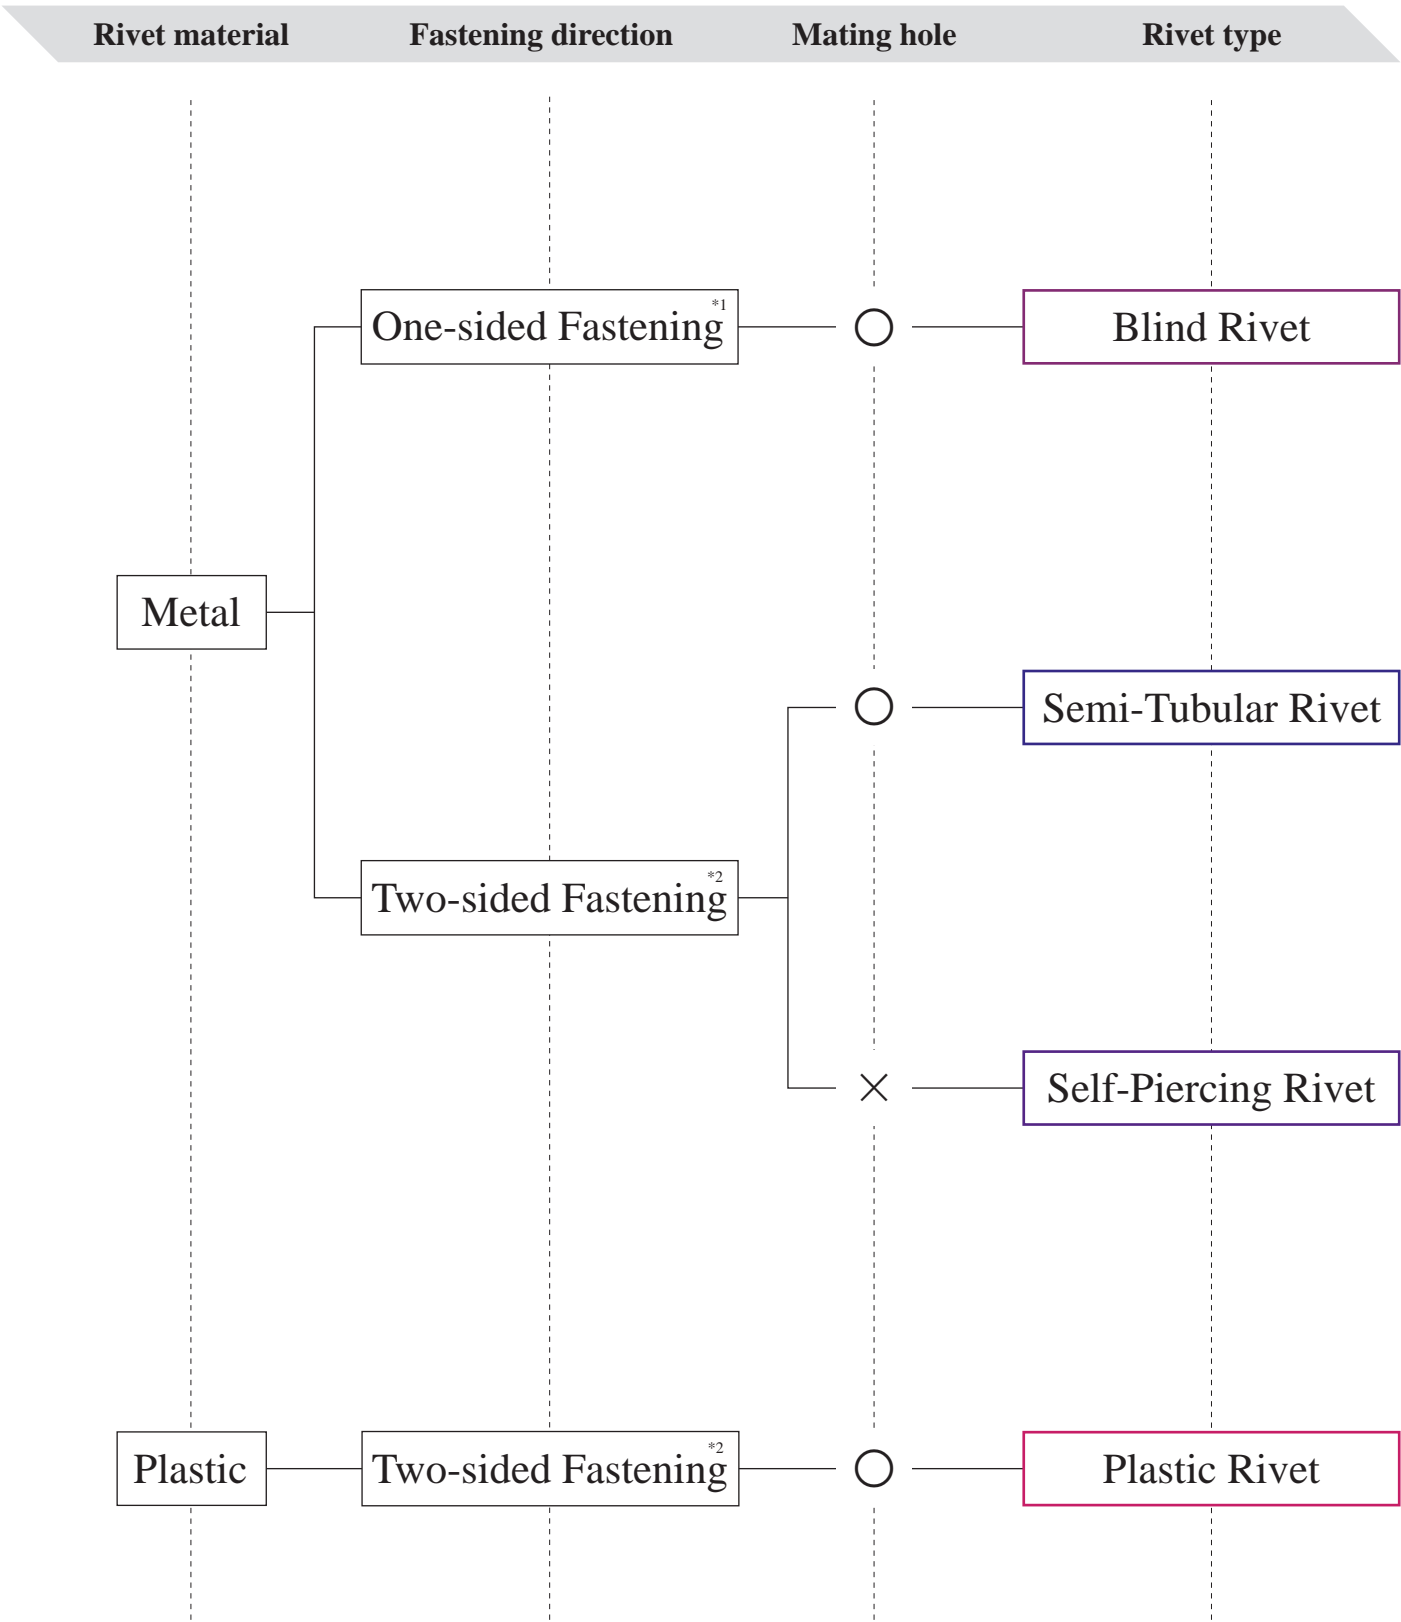 Rivet material Fastening direction Mating hole Rivet type
One-sided Fastening*1 ○ Blind Rivet
Metal
○ Semi-Tubular Rivet
Two-sided Fastening*2
× Self-Piercing Rivet
Plastic Two-sided Fastening*2 ○ Plastic Rivet